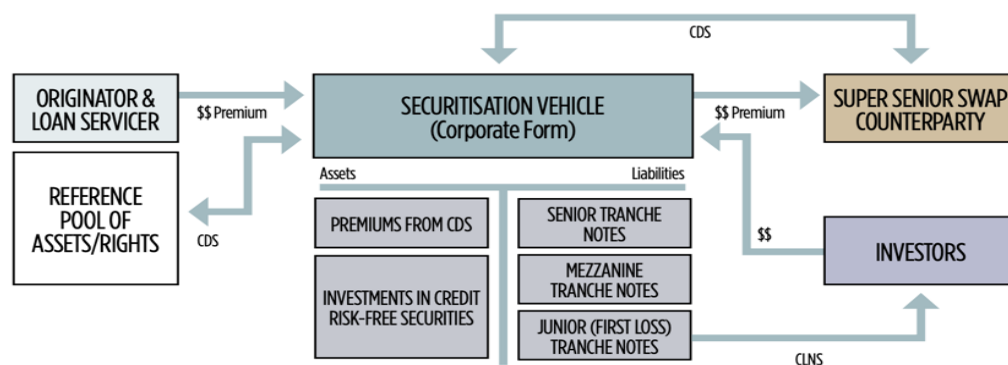 CDS
ORIGINATOR &
LOAN SERVICER
$$ Premium
SECURITISATION VEHICLE
(Corporate Form)
$$ Premium
SUPER SENIOR SWAP
COUNTERPARTY
REFERENCE
POOL OF
ASSETS/RIGHTS
CDS
Assets
Liabilities
PREMIUMS FROM CDS
SENIOR TRANCHE
NOTES
$$
INVESTORS
INVESTMENTS IN CREDIT
RISK-FREE SECURITIES
MEZZANINE
TRANCHE NOTES
JUNIOR (FIRST LOSS)
TRANCHE NOTES
CLNS